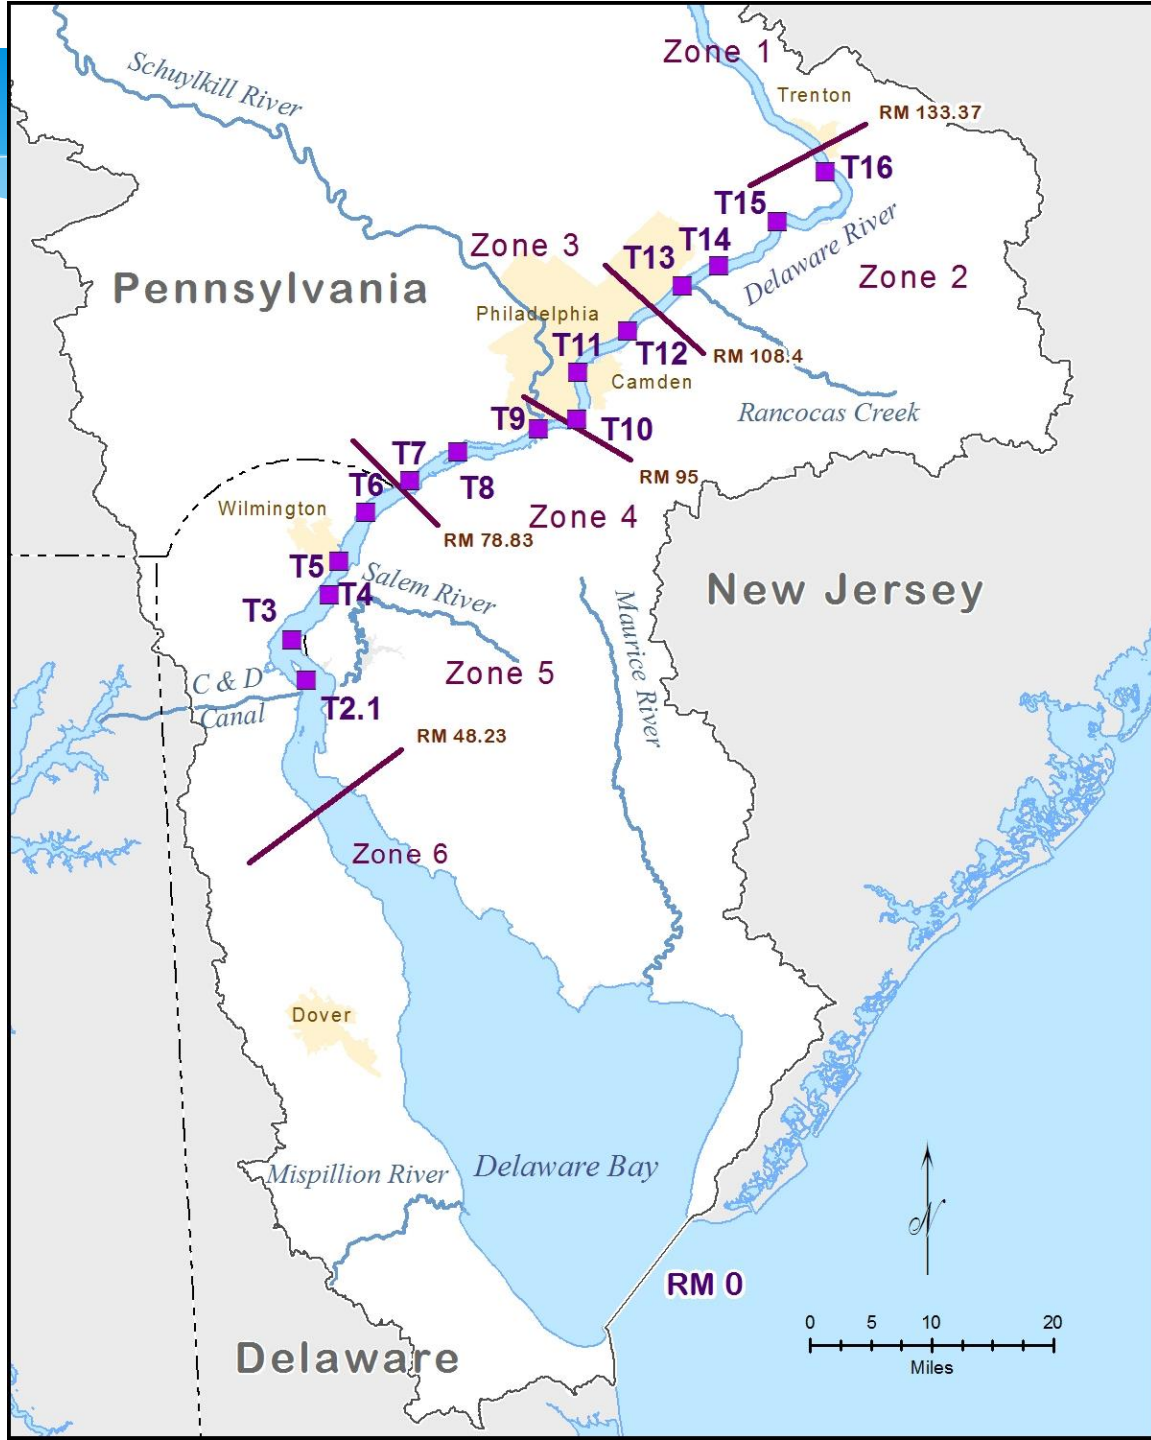 Zone 1
Schuylkill River
Trenton
RM 133.37
T16
T15
Delaware River
Zone 3
T14
T13
Zone 2
Pennsylvania
Philadelphia
T11
T12
RM 108.4
Camden
Rancocas Creek
T9
T10
T7
RM 95
T8
T6
Wilmington
Zone 4
RM 78.83
T5
Salem River
T4
New Jersey
T3
Maurice River
Zone 5
C & D
Canal
T2.1
RM 48.23
Zone 6
Dover
Mispillion River
Delaware Bay
N
RM 0
0 5 10 20
Miles
Delaware